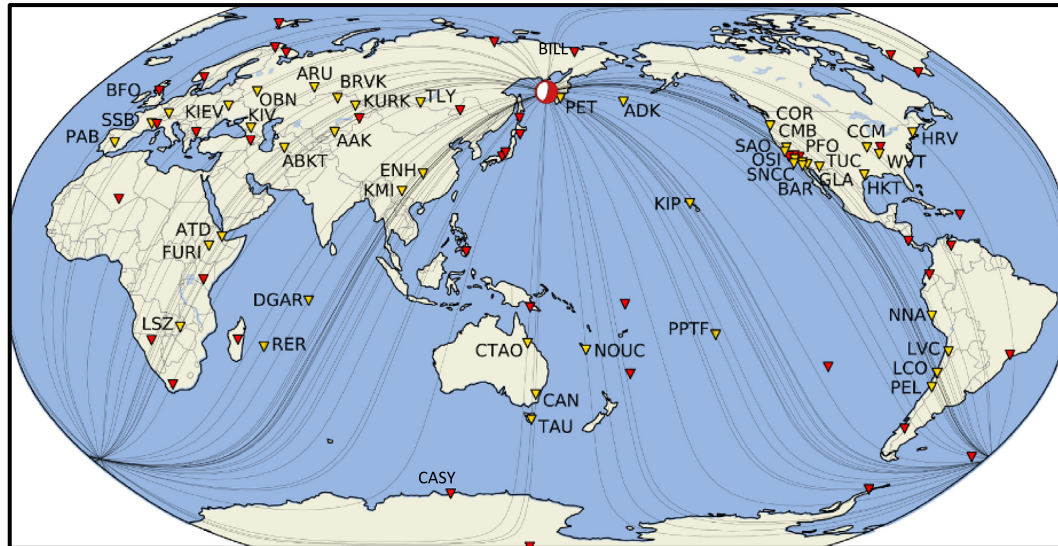 BILL
BFO
ARU
BRVK
SSB
KIEV
OBN
KURK
TLY
PET
ADK
KIV
PAB
AAK
ABKT
COR
CMB
CCM
HRV
SAO
PFO
OSI
TUC
WVT
SNCC
BAR
GLA
HKT
ENH
KMI
KIP
ATD
FURI
DGAR
LSZ
RER
CTAO
NOUC
PPTF
NNA
LVC
LCO
PEL
CAN
TAU
CASY